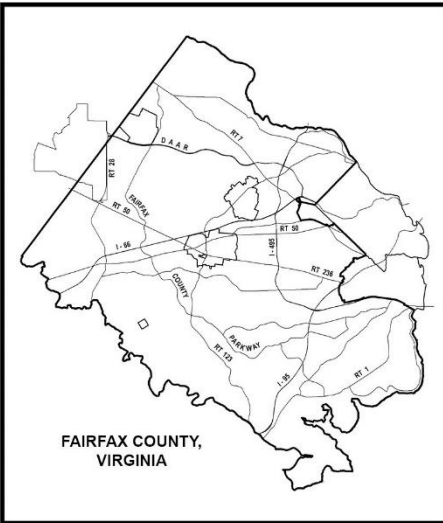 RT 7
DAAR
RT 28
FAIRFAX
RT 50
RT 50
I - 66
I - 495
RT 236
COUNTY
PARKWAY
RT 123
I - 95
RT 1
FAIRFAX COUNTY,
VIRGINIA